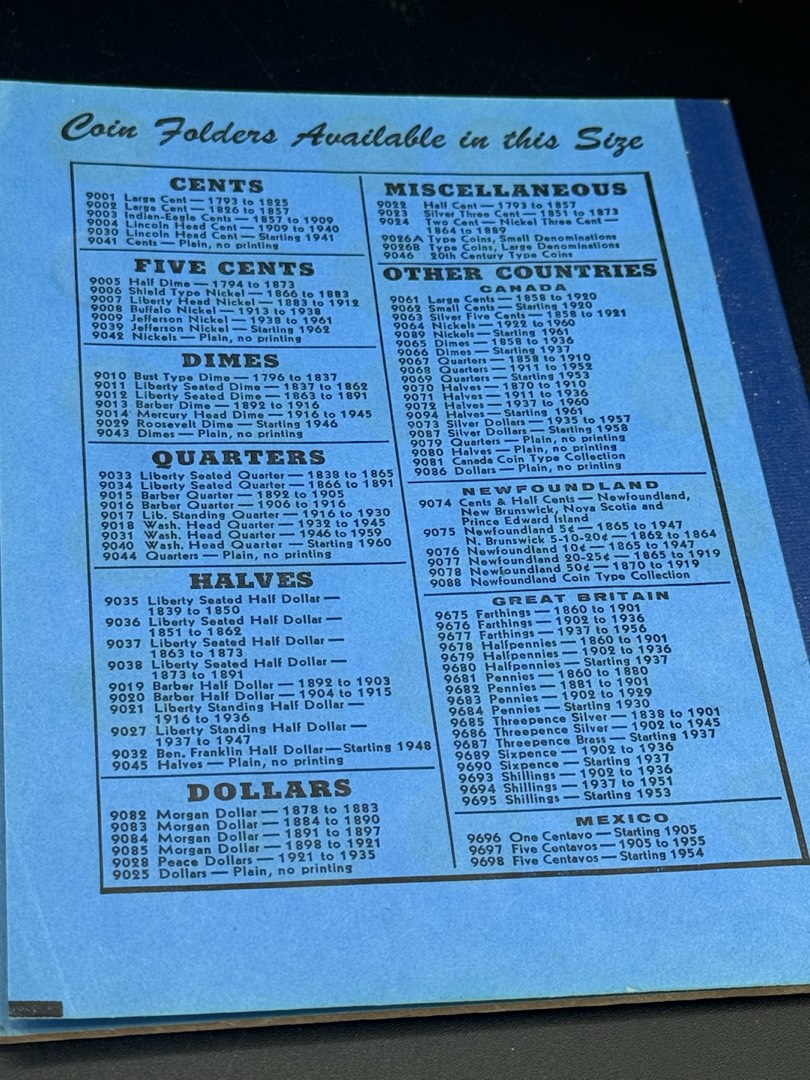 Coin Folders Available in this Size
CENTS
9001 Large Cent — 1793 to 1825
9002 Large Cent — 1826 to 1857
9003 Indian-Eagle Cents — 1857 to 1909
9004 Lincoln Head Cent — 1909 to 1940
9030 Lincoln Head Cent — Starting 1941
9041 Cents — Plain, no printing
FIVE CENTS
9005 Half Dime — 1794 to 1873
9006 Shield Type Nickel — 1866 to 1883
9007 Liberty Head Nickel — 1883 to 1912
9008 Buffalo Nickel — 1913 to 1938
9009 Jefferson Nickel — 1938 to 1961
9039 Jefferson Nickel — Starting 1962
9042 Nickels — Plain, no printing
DIMES
9010 Bust Type Dime — 1796 to 1837
9011 Liberty Seated Dime — 1837 to 1862
9012 Liberty Seated Dime — 1863 to 1891
9013 Barber Dime — 1892 to 1916
9014 Mercury Head Dime — 1916 to 1945
9029 Roosevelt Dime — Starting 1946
9043 Dimes — Plain, no printing
QUARTERS
9033 Liberty Seated Quarter — 1838 to 1865
9034 Liberty Seated Quarter — 1866 to 1891
9015 Barber Quarter — 1892 to 1905
9016 Barber Quarter — 1906 to 1916
9017 Lib. Standing Quarter — 1916 to 1930
9018 Wash. Head Quarter — 1932 to 1945
9031 Wash. Head Quarter — 1946 to 1959
9040 Wash. Head Quarter — Starting 1960
9044 Quarters — Plain, no printing
HALVES
9035 Liberty Seated Half Dollar —
1839 to 1850
9036 Liberty Seated Half Dollar —
1851 to 1862
9037 Liberty Seated Half Dollar —
1863 to 1873
9038 Liberty Seated Half Dollar —
1873 to 1891
9019 Barber Half Dollar — 1892 to 1903
9020 Barber Half Dollar — 1904 to 1915
9021 Liberty Standing Half Dollar —
1916 to 1936
9027 Liberty Standing Half Dollar —
1937 to 1947
9032 Ben. Franklin Half Dollar — Starting 1948
9045 Halves — Plain, no printing
DOLLARS
9082 Morgan Dollar — 1878 to 1883
9083 Morgan Dollar — 1884 to 1890
9084 Morgan Dollar — 1891 to 1897
9085 Morgan Dollar — 1898 to 1921
9028 Peace Dollars — 1921 to 1935
9025 Dollars — Plain, no printing
MISCELLANEOUS
9022 Half Cent — 1793 to 1857
9023 Silver Three Cent — 1851 to 1873
9024 Two Cent — Nickel Three Cent —
1864 to 1889
9026A Type Coins, Small Denominations
9026B Type Coins, Large Denominations
9046 20th Century Type Coins
OTHER COUNTRIES
CANADA
9061 Large Cents — 1858 to 1920
9062 Small Cents — Starting 1920
9063 Silver Five Cents — 1858 to 1921
9064 Nickels — 1922 to 1960
9089 Nickels — Starting 1961
9065 Dimes — 1858 to 1936
9066 Dimes — Starting 1937
9067 Quarters — 1858 to 1910
9068 Quarters — 1911 to 1952
9069 Quarters — Starting 1953
9070 Halves — 1870 to 1910
9071 Halves — 1911 to 1936
9072 Halves — 1937 to 1960
9094 Halves — Starting 1961
9073 Silver Dollars — 1935 to 1957
9087 Silver Dollars — Starting 1958
9079 Quarters — Plain, no printing
9080 Halves — Plain, no printing
9081 Canada Coin Type Collection
9086 Dollars — Plain, no printing
NEWFOUNDLAND
9074 Cents & Half Cents — Newfoundland,
New Brunswick, Nova Scotia and
Prince Edward Island
9075 Newfoundland 5¢ — 1865 to 1947
N. Brunswick 5-10-20¢ — 1862 to 1864
9076 Newfoundland 10¢ — 1865 to 1947
9077 Newfoundland 20-25¢ — 1865 to 1919
9078 Newfoundland 50¢ — 1870 to 1919
9088 Newfoundland Coin Type Collection
GREAT BRITAIN
9675 Farthings — 1860 to 1901
9676 Farthings — 1902 to 1936
9677 Farthings — 1937 to 1956
9678 Halfpennies — 1860 to 1901
9679 Halfpennies — 1902 to 1936
9680 Halfpennies — Starting 1937
9681 Pennies — 1860 to 1880
9682 Pennies — 1881 to 1901
9683 Pennies — 1902 to 1929
9684 Pennies — Starting 1930
9685 Threepence Silver — 1838 to 1901
9686 Threepence Silver — 1902 to 1945
9687 Threepence Brass — Starting 1937
9689 Sixpence — 1902 to 1936
9690 Sixpence — Starting 1937
9693 Shillings — 1902 to 1936
9694 Shillings — 1937 to 1951
9695 Shillings — Starting 1953
MEXICO
9696 One Centavo — Starting 1905
9697 Five Centavos — 1905 to 1955
9698 Five Centavos — Starting 1954